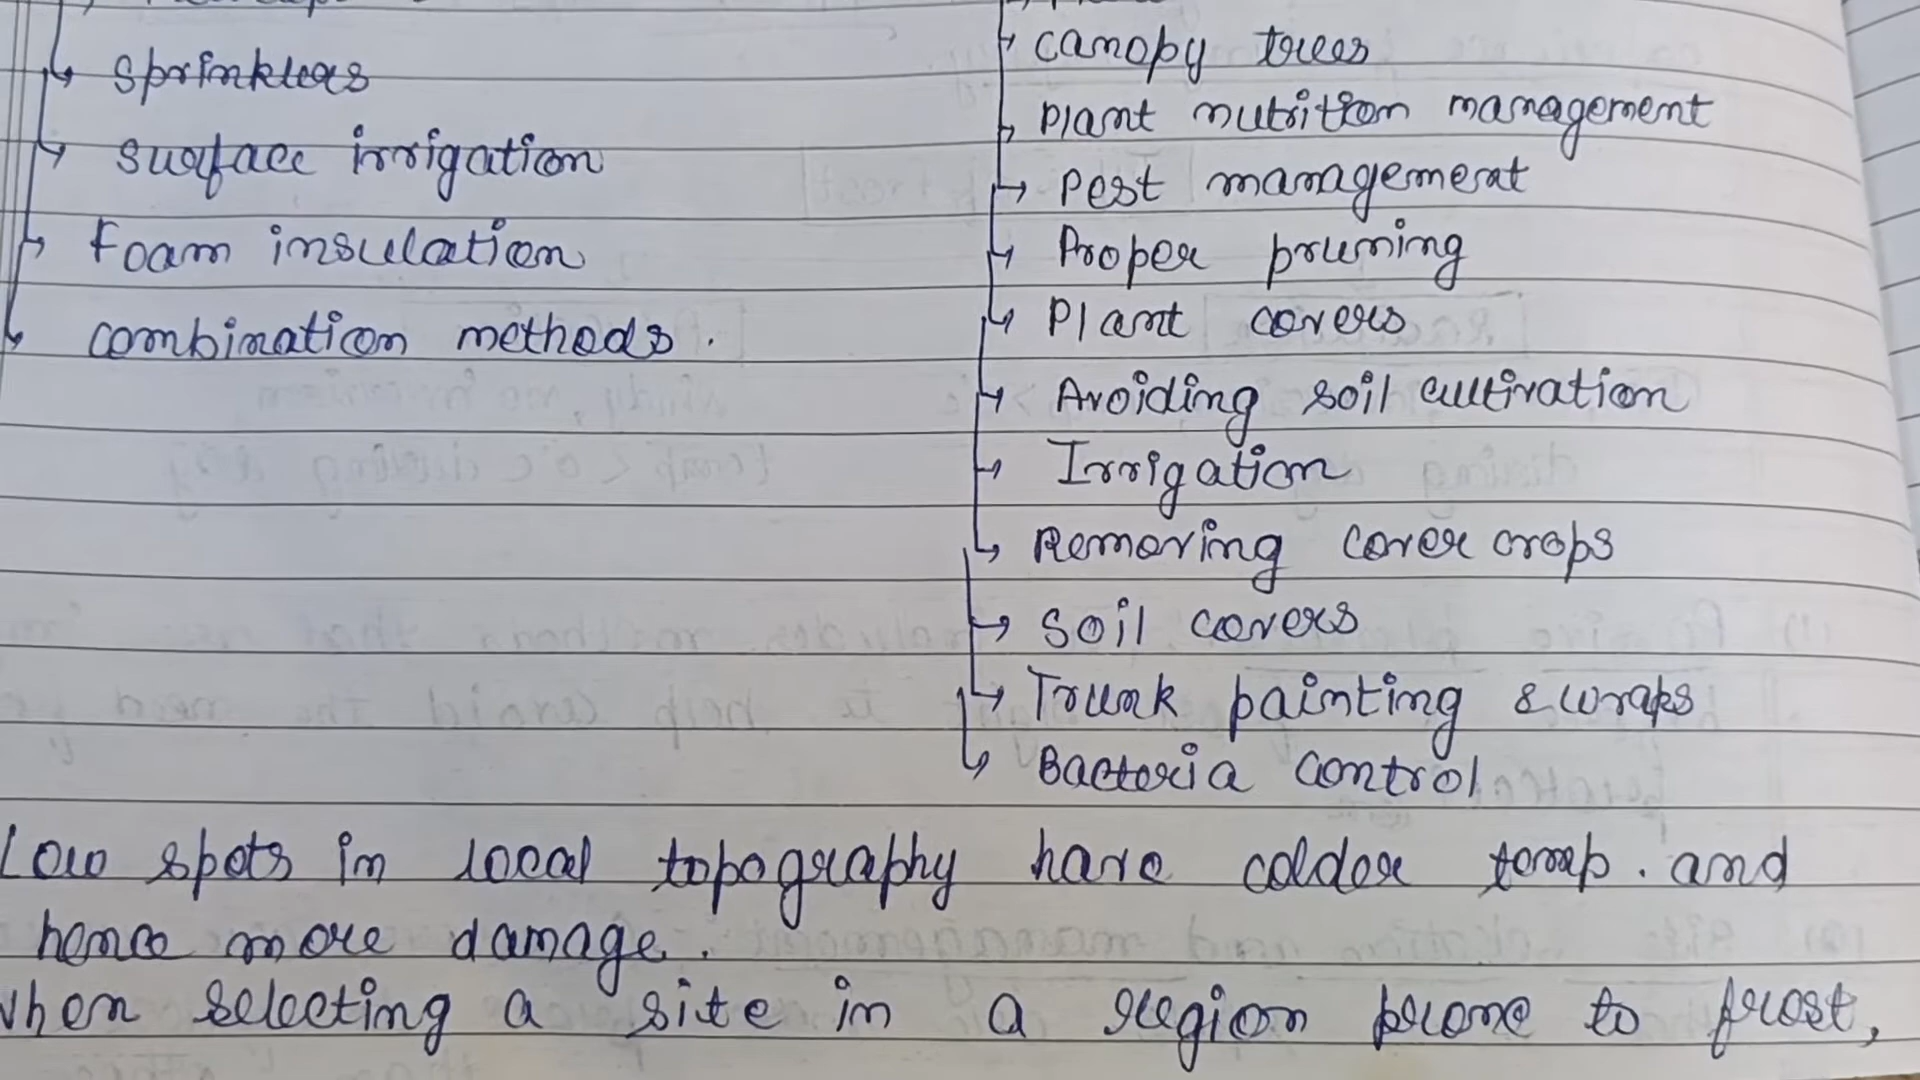 Sprinklers
Surface irrigation
Foam insulation
combination methods.
canopy trees
Plant nutrition management
Pest management
Proper pruning
Plant covers
Avoiding soil cultivation
Irrigation
Removing cover crops
Soil covers
Trunk painting & wraps
Bacteria control
Low spots in local topography have colder temp. and
hence more damage.
When selecting a site in a region prone to frost,